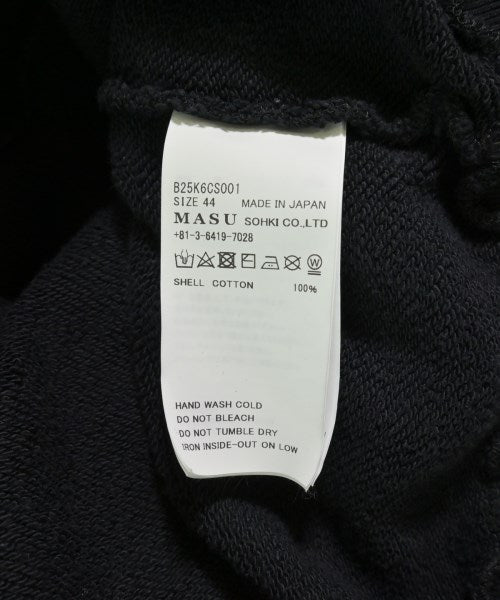 B25K6CS001
SIZE 44 MADE IN JAPAN
MASU SOHKI CO.,LTD
+81-3-6419-7028
SHELL COTTON 100%
HAND WASH COLD
DO NOT BLEACH
DO NOT TUMBLE DRY
IRON INSIDE-OUT ON LOW